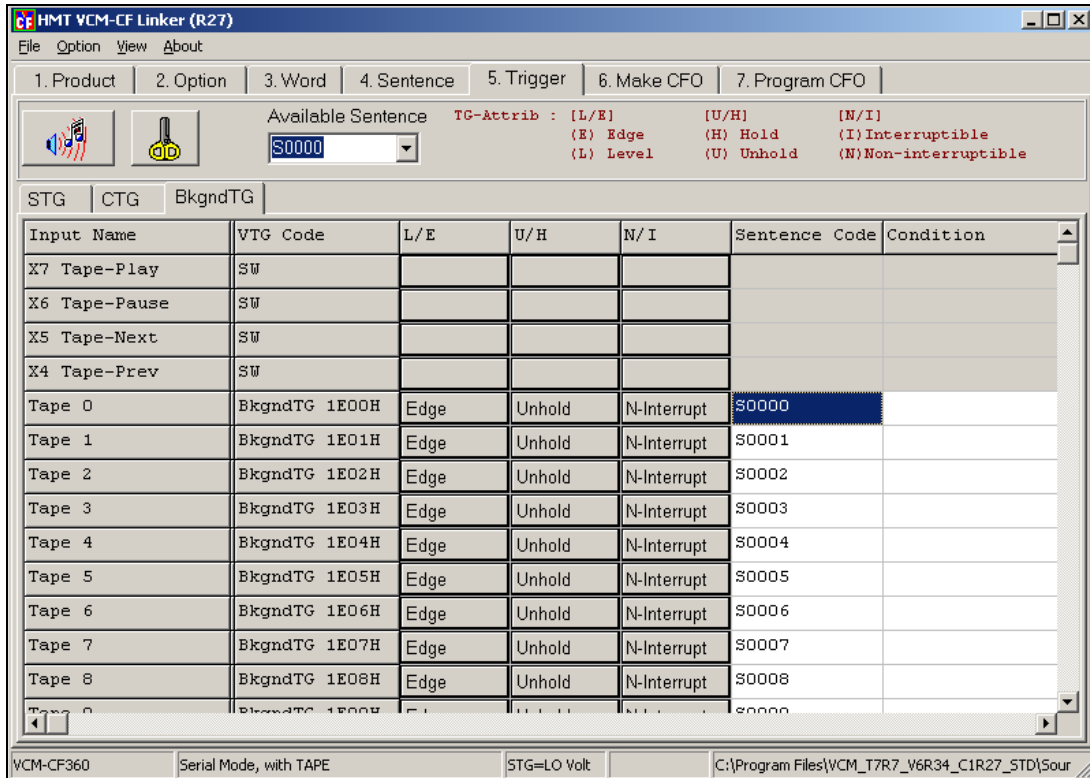 CF HMT VCM-CF Linker (R27)
File Option View About
1. Product 2. Option 3. Word 4. Sentence 5. Trigger 6. Make CFO 7. Program CFO
Available Sentence TG-Attrib : [L/E] [U/H] [N/I]
(E) Edge (H) Hold (I)Interruptible
S0000 (L) Level (U) Unhold (N)Non-interruptible
STG CTG BkgndTG
Input Name VTG Code L/E U/H N/I Sentence Code Condition
X7 Tape-Play SW
X6 Tape-Pause SW
X5 Tape-Next SW
X4 Tape-Prev SW
Tape 0 BkgndTG 1E00H Edge Unhold N-Interrupt S0000
Tape 1 BkgndTG 1E01H Edge Unhold N-Interrupt S0001
Tape 2 BkgndTG 1E02H Edge Unhold N-Interrupt S0002
Tape 3 BkgndTG 1E03H Edge Unhold N-Interrupt S0003
Tape 4 BkgndTG 1E04H Edge Unhold N-Interrupt S0004
Tape 5 BkgndTG 1E05H Edge Unhold N-Interrupt S0005
Tape 6 BkgndTG 1E06H Edge Unhold N-Interrupt S0006
Tape 7 BkgndTG 1E07H Edge Unhold N-Interrupt S0007
Tape 8 BkgndTG 1E08H Edge Unhold N-Interrupt S0008
VCM-CF360 Serial Mode, with TAPE STG=LO Volt C:\Program Files\VCM_T7R7_V6R34_C1R27_STD\Sour